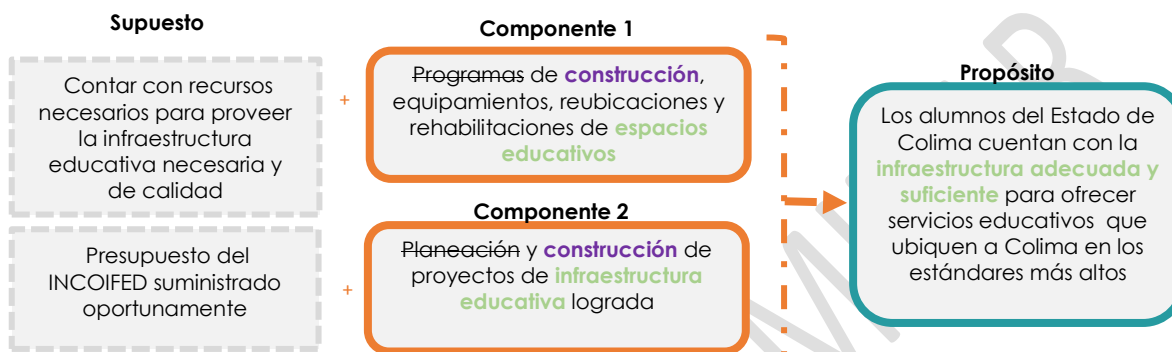 Supuesto
Contar con recursos
necesarios para proveer
la infraestructura
educativa necesaria y
de calidad
+
Componente 1
Programas de construcción,
equipamientos, reubicaciones y
rehabilitaciones de espacios
educativos
Presupuesto del
INCOIFED suministrado
oportunamente
+
Componente 2
Planeación y construcción de
proyectos de infraestructura
educativa lograda
Propósito
Los alumnos del Estado de
Colima cuentan con la
infraestructura adecuada y
suficiente para ofrecer
servicios educativos que
ubiquen a Colima en los
estándares más altos